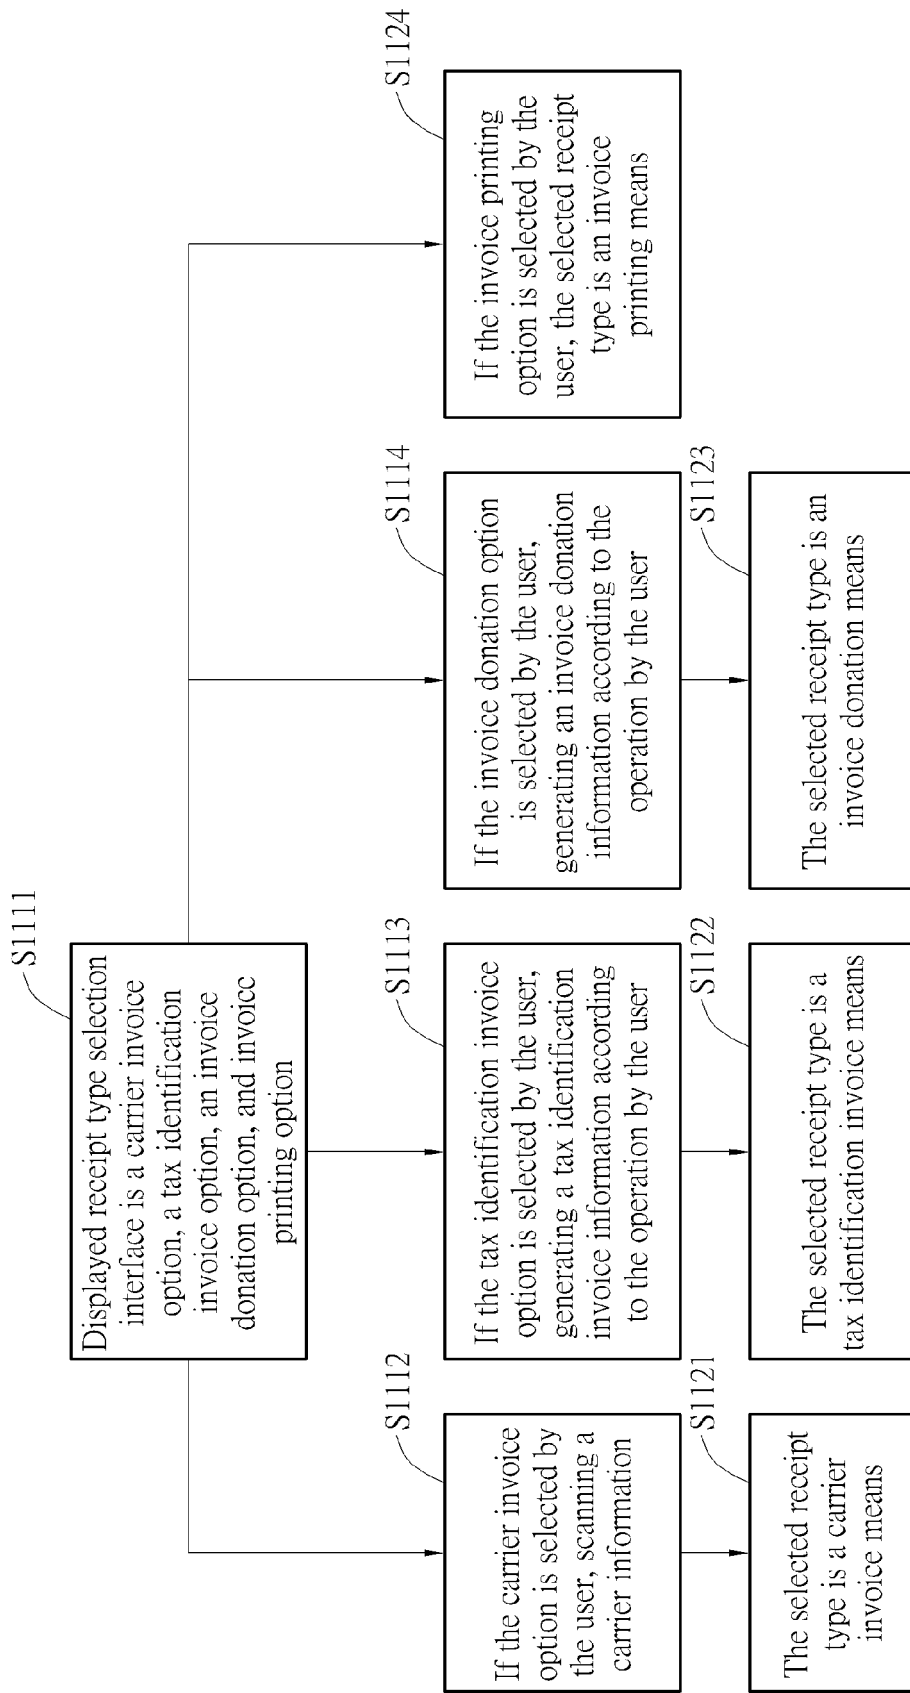 S1111
Displayed receipt type selection
interface is a carrier invoice
option, a tax identification
invoice option, an invoice
donation option, and invoice
printing option
S1112
If the carrier invoice
option is selected by
the user, scanning a
carrier information
S1113
If the tax identification invoice
option is selected by the user,
generating a tax identification
invoice information according
to the operation by the user
S1114
If the invoice donation option
is selected by the user,
generating an invoice donation
information according to the
operation by the user
S1124
If the invoice printing
option is selected by the
user, the selected receipt
type is an invoice
printing means
S1121
The selected receipt
type is a carrier
invoice means
S1122
The selected receipt type is a
tax identification invoice means
S1123
The selected receipt type is an
invoice donation means